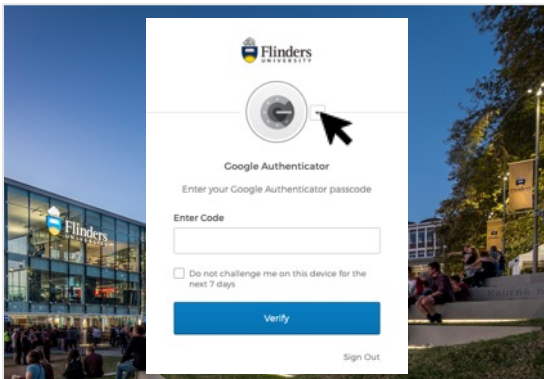 Flinders
UNIVERSITY
Google Authenticator
Enter your Google Authenticator passcode
Enter Code
Do not challenge me on this device for the
next 7 days
Verify
Sign Out
Flinders
UNIVERSITY